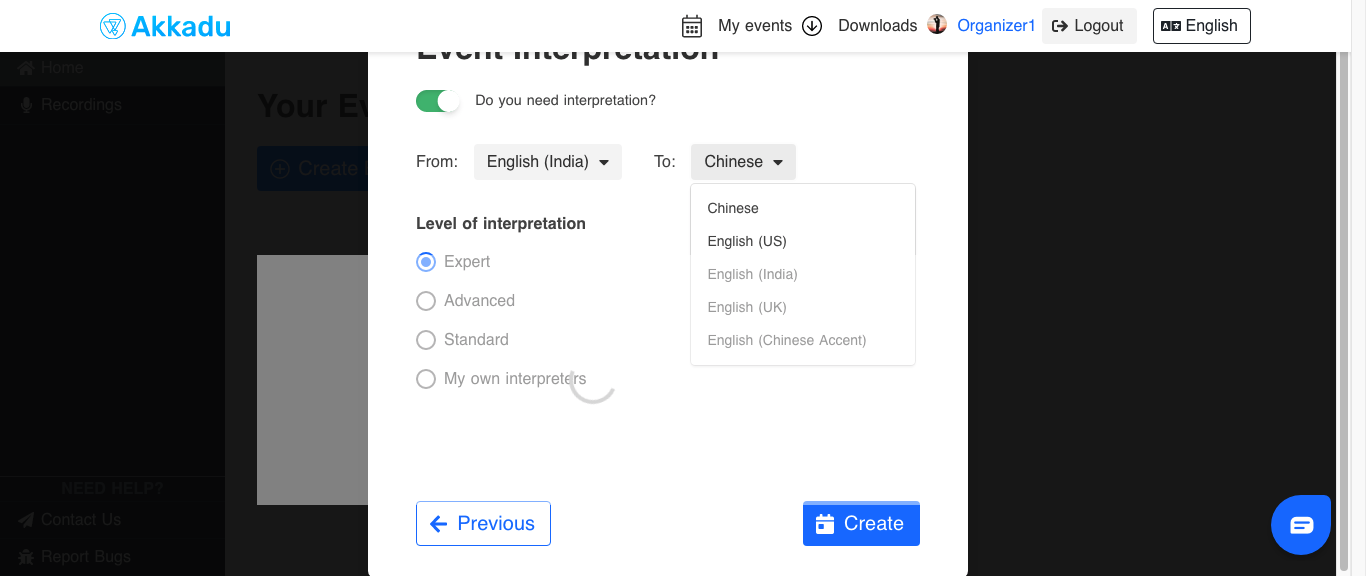 Akkadu
My events
Downloads
Organizer1
Logout
English
Event Interpretation
Home
Recordings
Your Ev
Create
Do you need interpretation?
From: English (India) To: Chinese
Chinese
English (US)
English (India)
English (UK)
English (Chinese Accent)
Level of interpretation
Expert
Advanced
Standard
My own interpreters
NEED HELP?
Contact Us
Report Bugs
Previous
Create